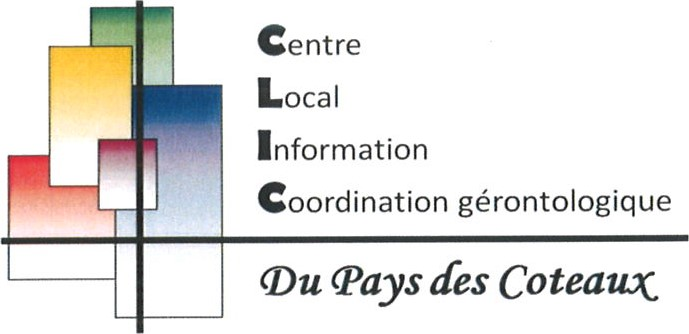 Centre
Local
Information
Coordination gérontologique
Du Pays des Coteaux